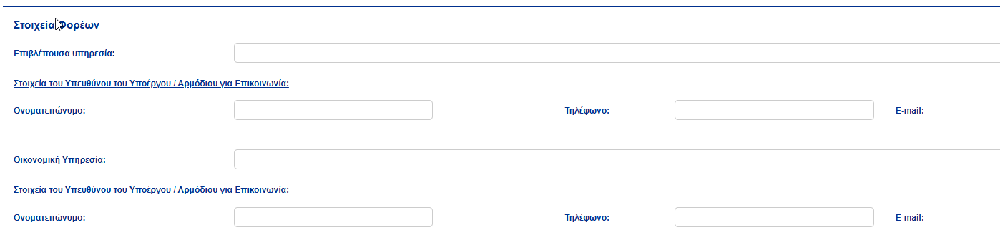 Στοιχεία Φορέων
Επιβλέπουσα υπηρεσία:
Στοιχεία του Υπευθύνου του Υποέργου / Αρμόδιου για Επικοινωνία:
Ονοματεπώνυμο: Τηλέφωνο: E-mail:
Οικονομική Υπηρεσία:
Στοιχεία του Υπευθύνου του Υποέργου / Αρμόδιου για Επικοινωνία:
Ονοματεπώνυμο: Τηλέφωνο: E-mail: